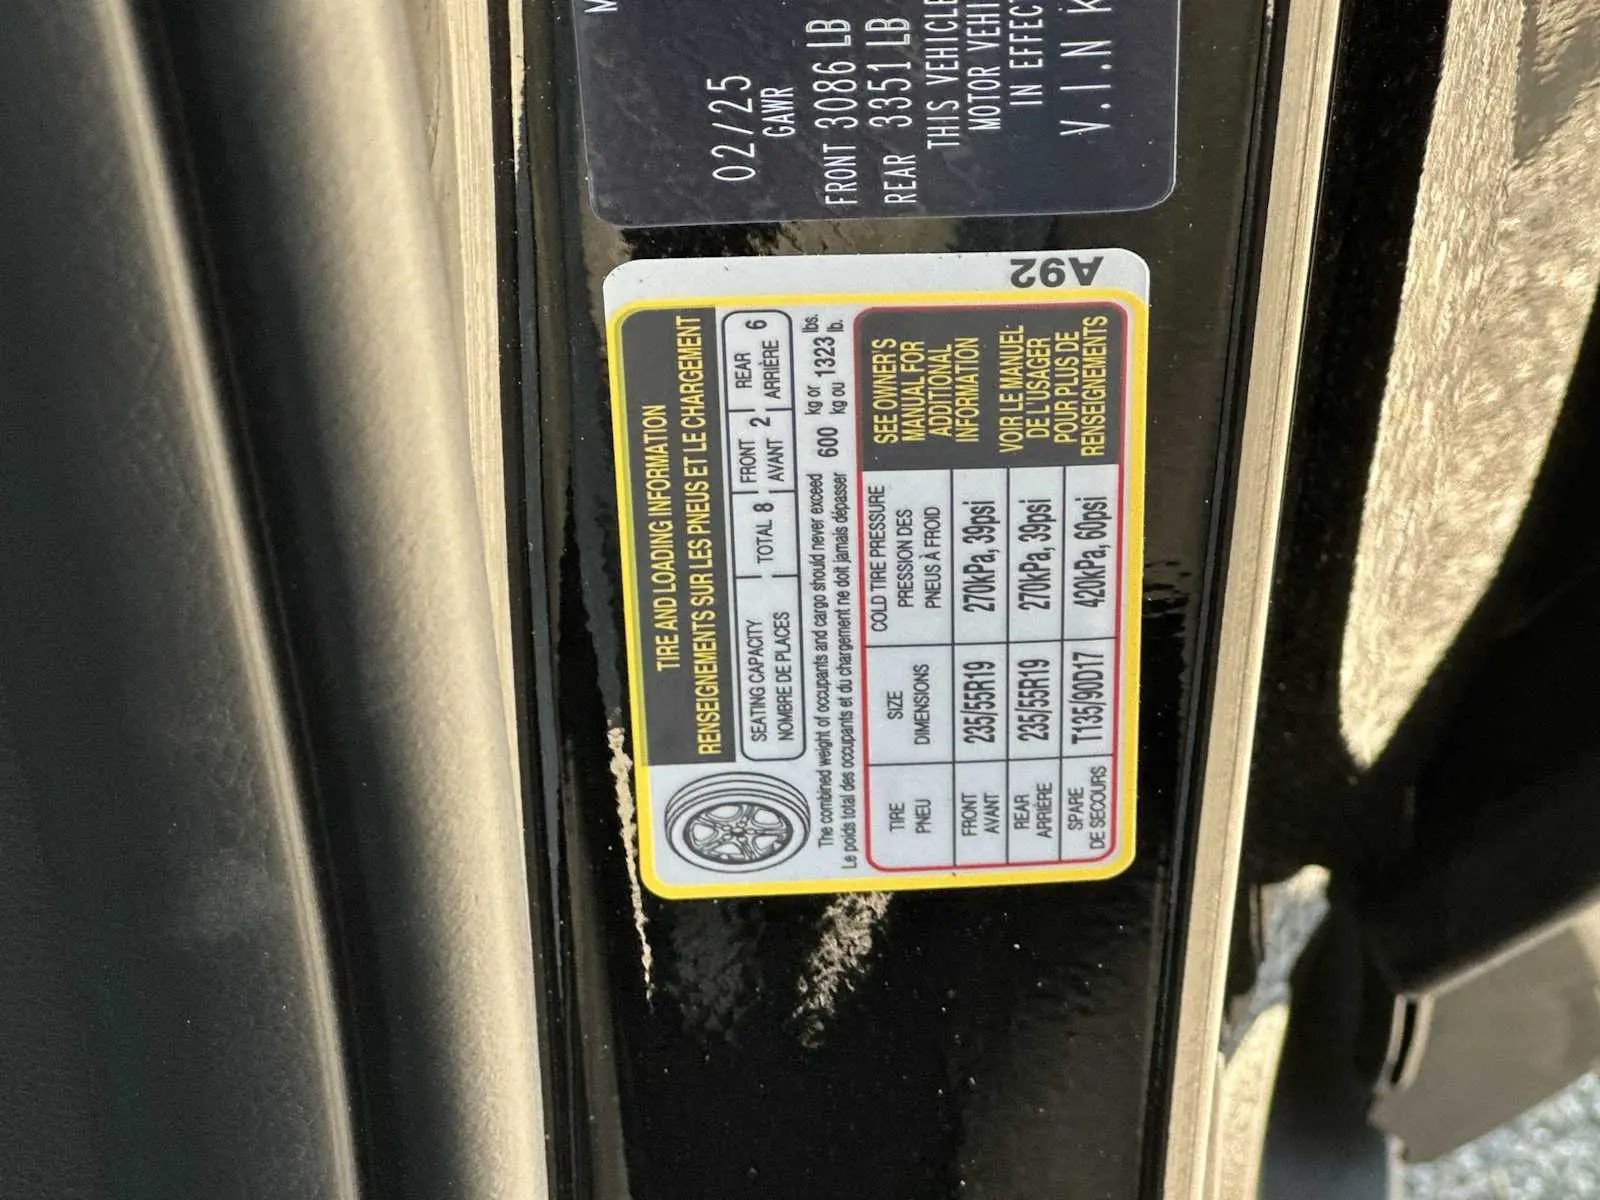 02/25
GAWR
FRONT 3086 LB
REAR 3351 LB
THIS VEHICLE
MOTOR VEHI
IN EFFEC
V.I.N K
A92
TIRE AND LOADING INFORMATION
RENSEIGNEMENTS SUR LES PNEUS ET LE CHARGEMENT
SEATING CAPACITY
NOMBRE DE PLACES
TOTAL 8
FRONT
AVANT 2
REAR
ARRIÈRE 6
The combined weight of occupants and cargo should never exceed
Le poids total des occupants et du chargement ne doit jamais dépasser
600 kg or
kg ou 1323 lbs.
lb.
TIRE
PNEU
SIZE
DIMENSIONS
COLD TIRE PRESSURE
PRESSION DES
PNEUS À FROID
FRONT
AVANT
235/55R19
270kPa, 39psi
REAR
ARRIÈRE
235/55R19
270kPa, 39psi
SPARE
DE SECOURS
T135/90D17
420kPa, 60psi
SEE OWNER'S
MANUAL FOR
ADDITIONAL
INFORMATION
VOIR LE MANUEL
DE L'USAGER
POUR PLUS DE
RENSEIGNEMENTS